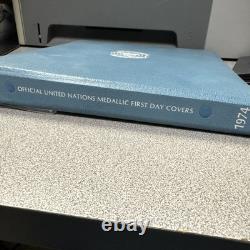 OFFICIAL UNITED NATIONS MEDALLIC FIRST DAY COVERS
1974